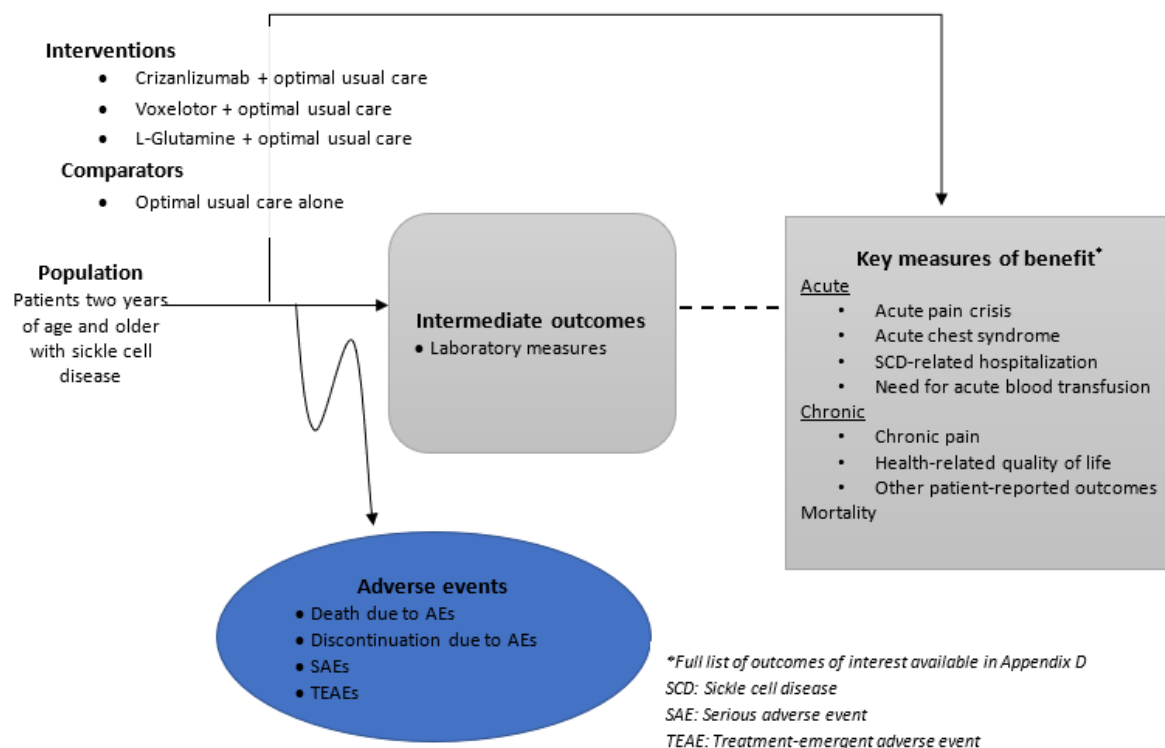 Interventions
● Crizanlizumab + optimal usual care
● Voxelotor + optimal usual care
● L-Glutamine + optimal usual care
Comparators
● Optimal usual care alone
Population
Patients two years
of age and older
with sickle cell
disease
Intermediate outcomes
● Laboratory measures
Key measures of benefit*
Acute
• Acute pain crisis
• Acute chest syndrome
• SCD-related hospitalization
• Need for acute blood transfusion
Chronic
• Chronic pain
• Health-related quality of life
• Other patient-reported outcomes
Mortality
Adverse events
● Death due to AEs
● Discontinuation due to AEs
● SAEs
● TEAEs
*Full list of outcomes of interest available in Appendix D
SCD: Sickle cell disease
SAE: Serious adverse event
TEAE: Treatment-emergent adverse event